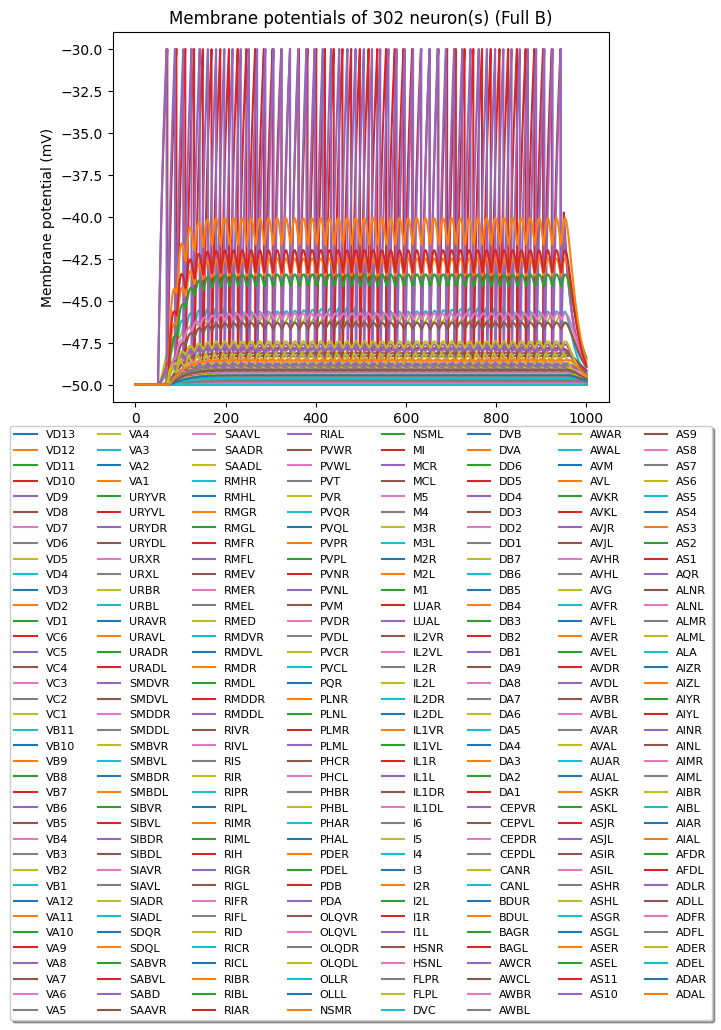 Membrane potentials of 302 neuron(s) (Full B)
Membrane potential (mV)
−30.0
−32.5
−35.0
−37.5
−40.0
−42.5
−45.0
−47.5
−50.0
0 200 400 600 800 1000
VD13 VA4 SAAVL RIAL NSML DVB AWAR AS9
VD12 VA3 SAADR PVWR MI DVA AWAL AS8
VD11 VA2 SAADL PVWL MCR DD6 AVM AS7
VD10 VA1 RMHR PVT MCL DD5 AVL AS6
VD9 URYVR RMHL PVR M5 DD4 AVKR AS5
VD8 URYVL RMGR PVQR M4 DD3 AVKL AS4
VD7 URYDR RMGL PVQL M3R DD2 AVJR AS3
VD6 URYDL RMFR PVPR M3L DD1 AVJL AS2
VD5 URXR RMFL PVPL M2R DB7 AVHR AS1
VD4 URXL RMEV PVNR M2L DB6 AVHL AQR
VD3 URBR RMER PVNL M1 DB5 AVG ALNR
VD2 URBL RMEL PVM LUAR DB4 AVFR ALNL
VD1 URAVR RMED PVDR LUAL DB3 AVFL ALMR
VC6 URAVL RMDVR PVDL IL2VR DB2 AVER ALML
VC5 URADR RMDVL PVCR IL2VL DB1 AVEL ALA
VC4 URADL RMDR PVCL IL2R DA9 AVDR AIZR
VC3 SMDVR RMDL PQR IL2L DA8 AVDL AIZL
VC2 SMDVL RMDDR PLNR IL2DR DA7 AVBR AIYR
VC1 SMDDR RMDDL PLNL IL2DL DA6 AVBL AIYL
VB11 SMDDL RIVR PLMR IL1VR DA5 AVAR AINR
VB10 SMBVR RIVL PLML IL1VL DA4 AVAL AINL
VB9 SMBVL RIS PHCR IL1R DA3 AUAR AIMR
VB8 SMBDR RIR PHCL IL1L DA2 AUAL AIML
VB7 SMBDL RIPR PHBR IL1DR DA1 ASKR AIBR
VB6 SIBVR RIPL PHBL IL1DL CEPVR ASKL AIBL
VB5 SIBVL RIMR PHAR I6 CEPVL ASJR AIAR
VB4 SIBDR RIML PHAL I5 CEPDR ASJL AIAL
VB3 SIBDL RIH PDER I4 CEPDL ASIR AFDR
VB2 SIAVR RIGR PDEL I3 CANR ASIL AFDL
VB1 SIAVL RIGL PDB I2R CANL ASHR ADLR
VA12 SIADR RIFR PDA I2L BDUR ASHL ADLL
VA11 SIADL RIFL OLQVR I1R BDUL ASGR ADFR
VA10 SDQR RID OLQVL I1L BAGR ASGL ADFL
VA9 SDQL RICR OLQDR HSNR BAGL ASER ADER
VA8 SABVR RICL OLQDL HSNL AWCR ASEL ADEL
VA7 SABVL RIBR OLLR FLPR AWCL AS11 ADAR
VA6 SABD RIBL OLLL FLPL AWBR AS10 ADAL
VA5 SAAVR RIAR NSMR DVC AWBL